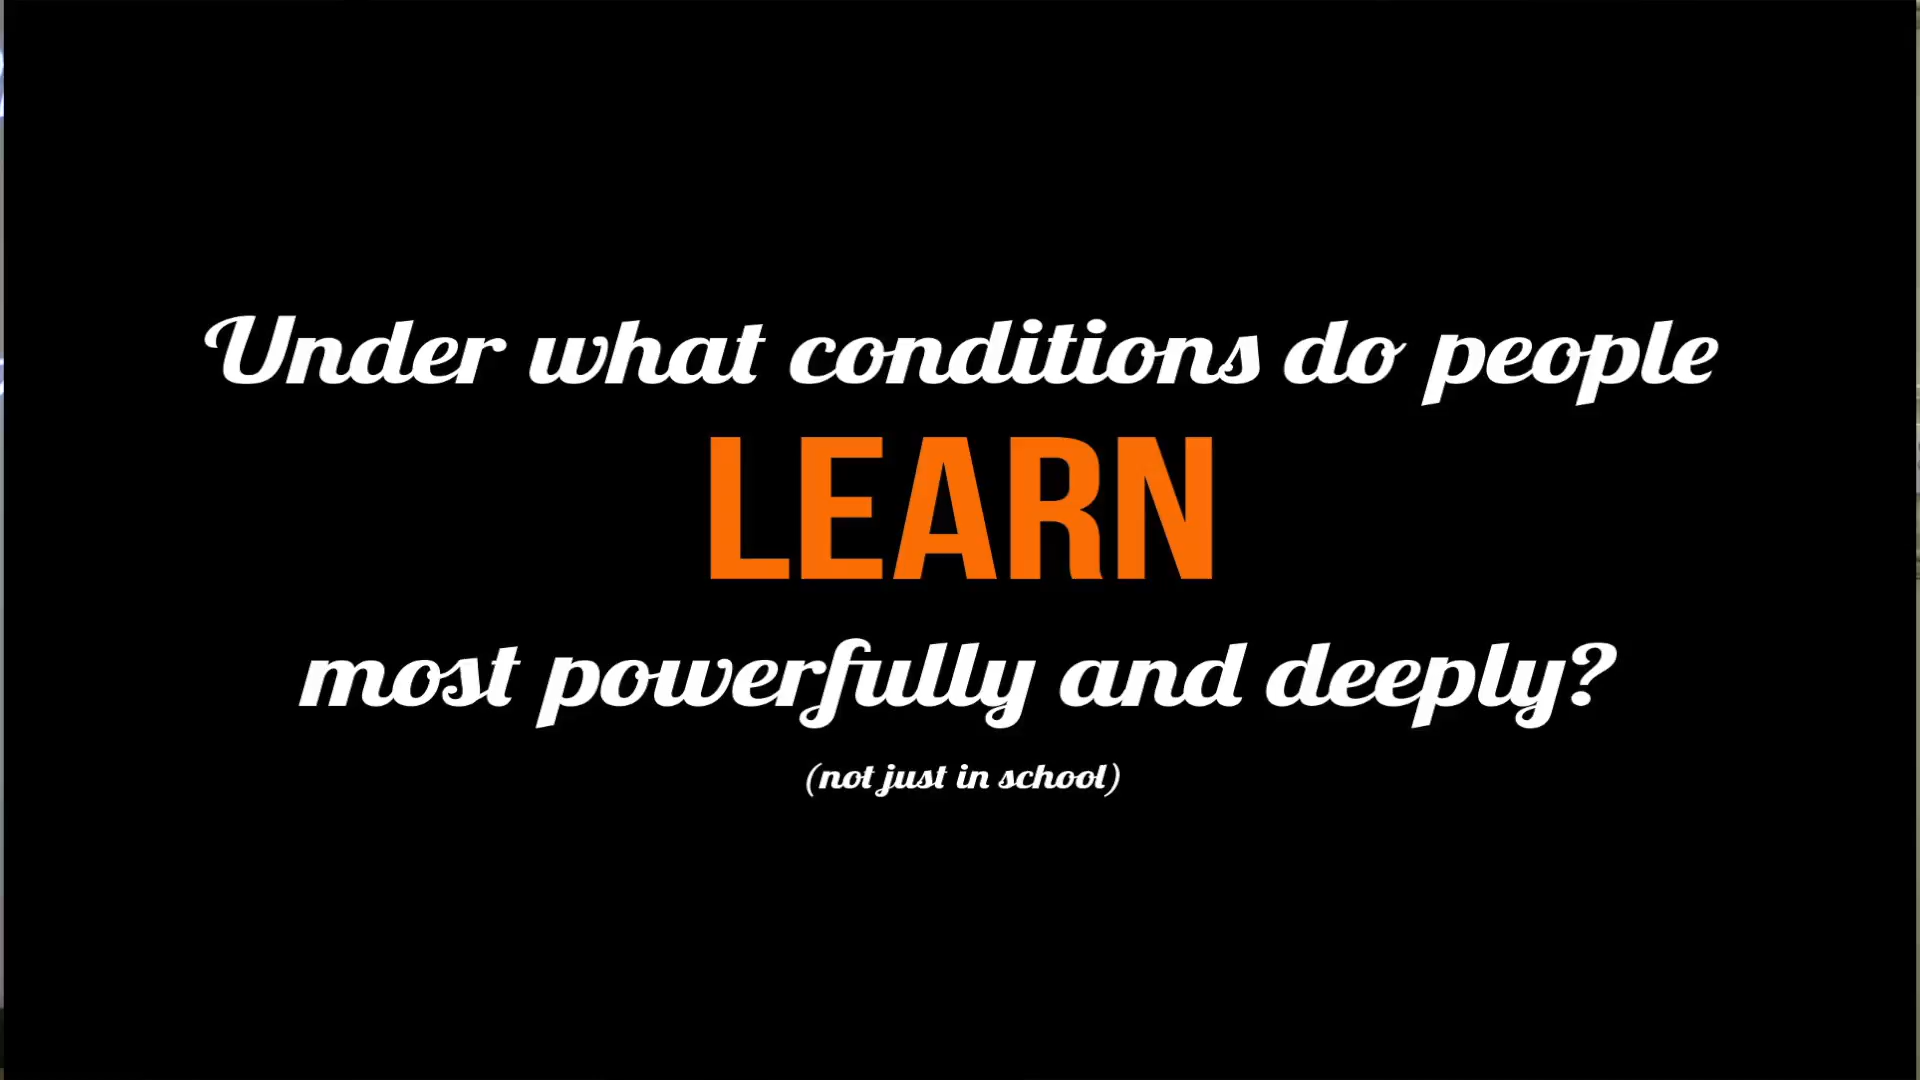 Under what conditions do people
LEARN
most powerfully and deeply?
(not just in school)